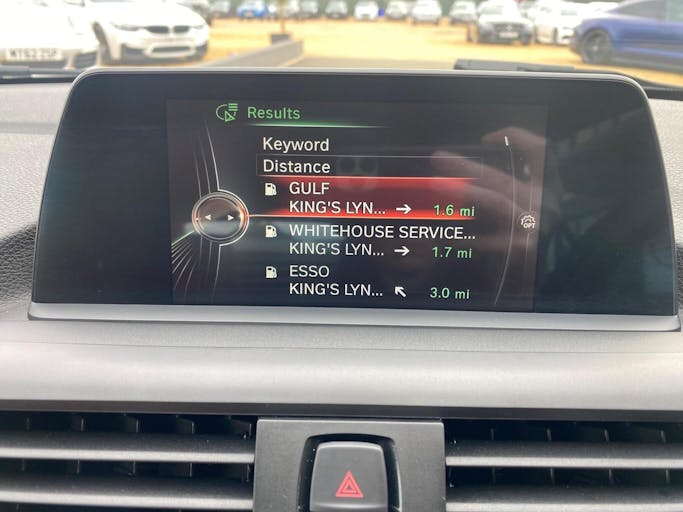 Results
Keyword
Distance
GULF
KING'S LYN... → 1.6 mi
WHITEHOUSE SERVICE...
KING'S LYN... → 1.7 mi
ESSO
KING'S LYN... ↖ 3.0 mi
OPT